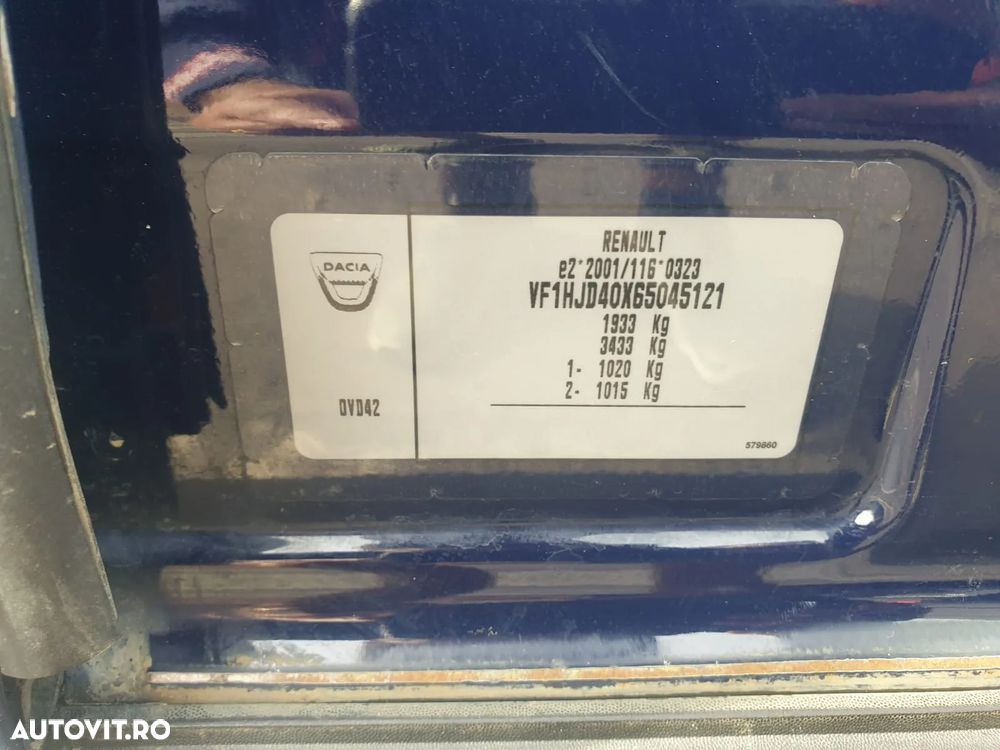 DACIA
DVD42
RENAULT
e2*2001/116*0323
VF1HJD40X65045121
1933 Kg
3433 Kg
1- 1020 Kg
2- 1015 Kg
579860
AUTOVIT.RO